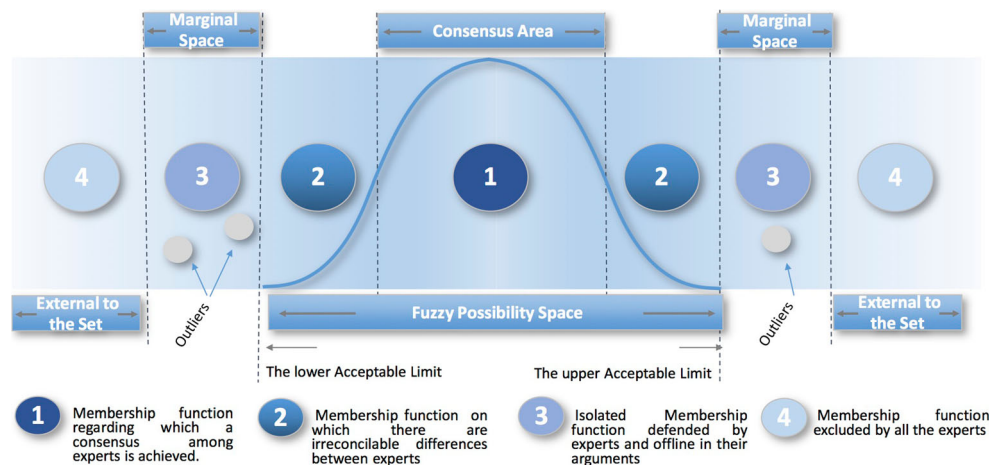 Marginal
Space
Consensus Area
Marginal
Space
4
3
2
1
2
3
4
External to
the Set
Outliers
Fuzzy Possibility Space
Outliers
External to
the Set
The lower Acceptable Limit
The upper Acceptable Limit
1
Membership function
regarding which a
consensus among
experts is achieved.
2
Membership function on
which there are
irreconcilable differences
between experts
3
Isolated Membership
function defended by
experts and offline in their
arguments
4
Membership function
excluded by all the experts